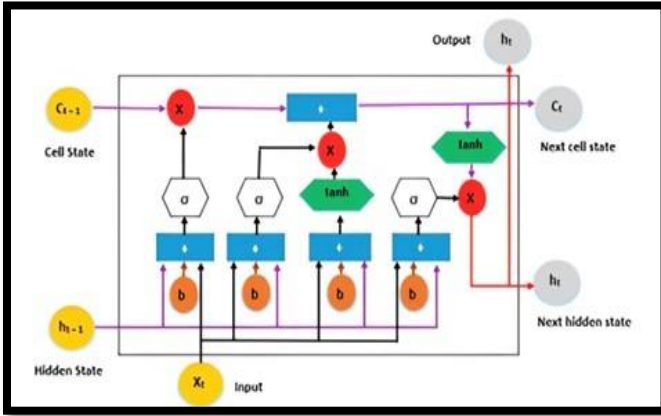 Output
hₜ
Cₜ₋₁
X
+
Cₜ
Cell State
X
tanh
Next cell state
σ
σ
tanh
σ
X
+
+
+
+
b
b
b
b
hₜ
hₜ₋₁
Next hidden state
Hidden State
Xₜ
Input